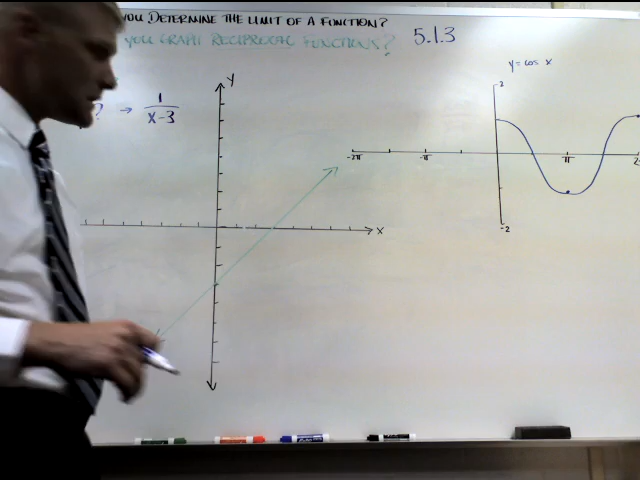 YOU DETERMINE THE LIMIT OF A FUNCTION?
YOU GRAPH RECIPROCAL FUNCTIONS? 5.1.3
? → 1/(x-3)
y
x
y = cos x
2
-2π -π π 2
-2